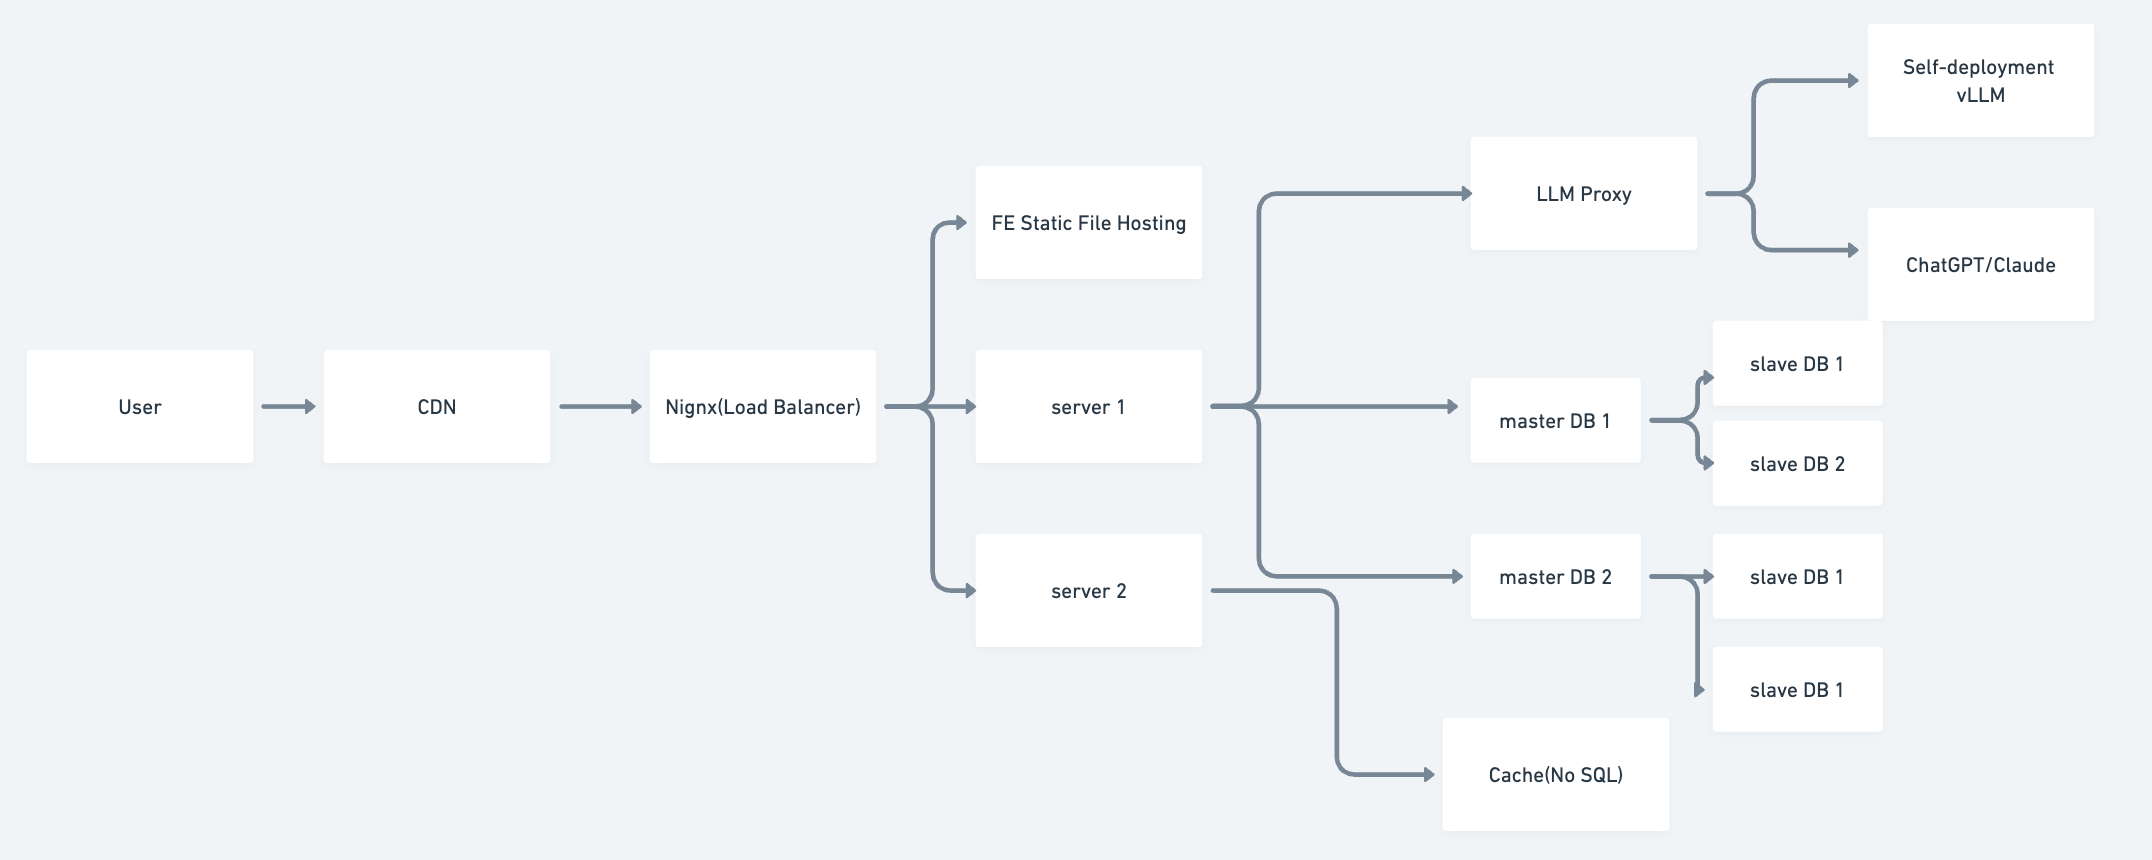 User
CDN
Nignx(Load Balancer)
FE Static File Hosting
server 1
server 2
LLM Proxy
Self-deployment
vLLM
ChatGPT/Claude
master DB 1
slave DB 1
slave DB 2
master DB 2
slave DB 1
slave DB 1
Cache(No SQL)